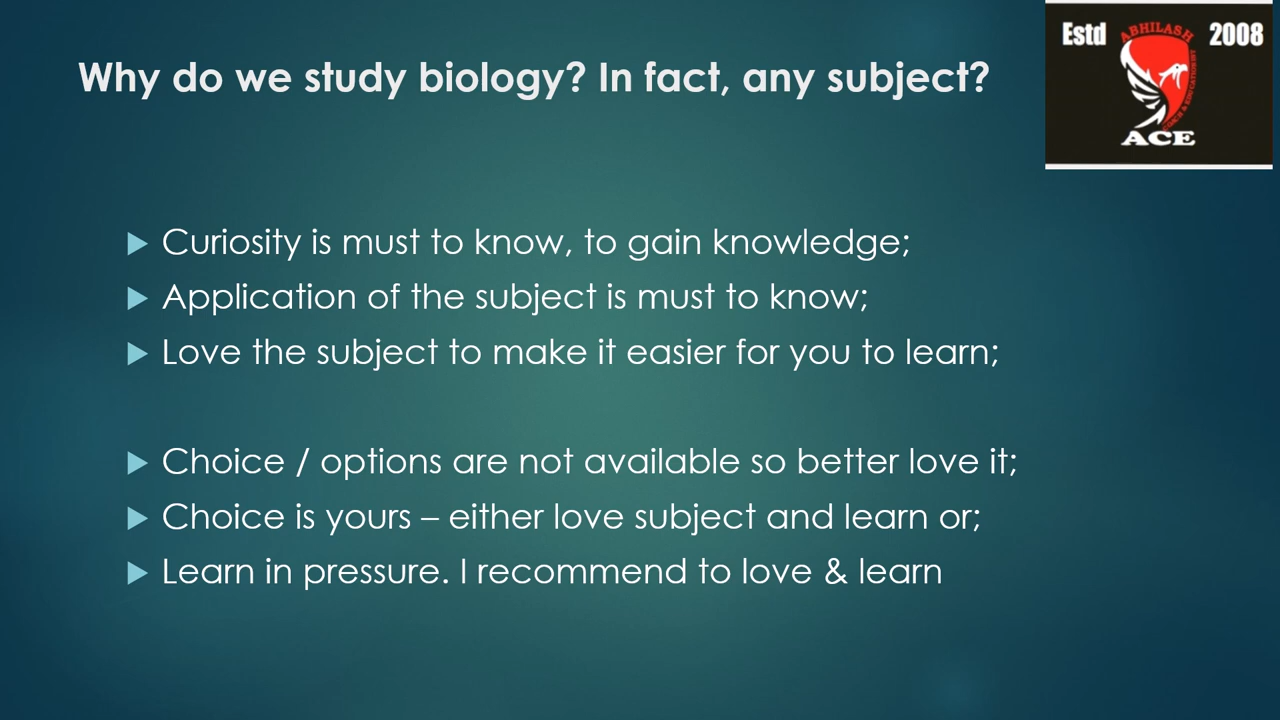 Why do we study biology? In fact, any subject?
Estd
2008
ABHILASH
COACH & EDUCATIONIST
ACE
Curiosity is must to know, to gain knowledge;
Application of the subject is must to know;
Love the subject to make it easier for you to learn;
Choice / options are not available so better love it;
Choice is yours – either love subject and learn or;
Learn in pressure. I recommend to love & learn